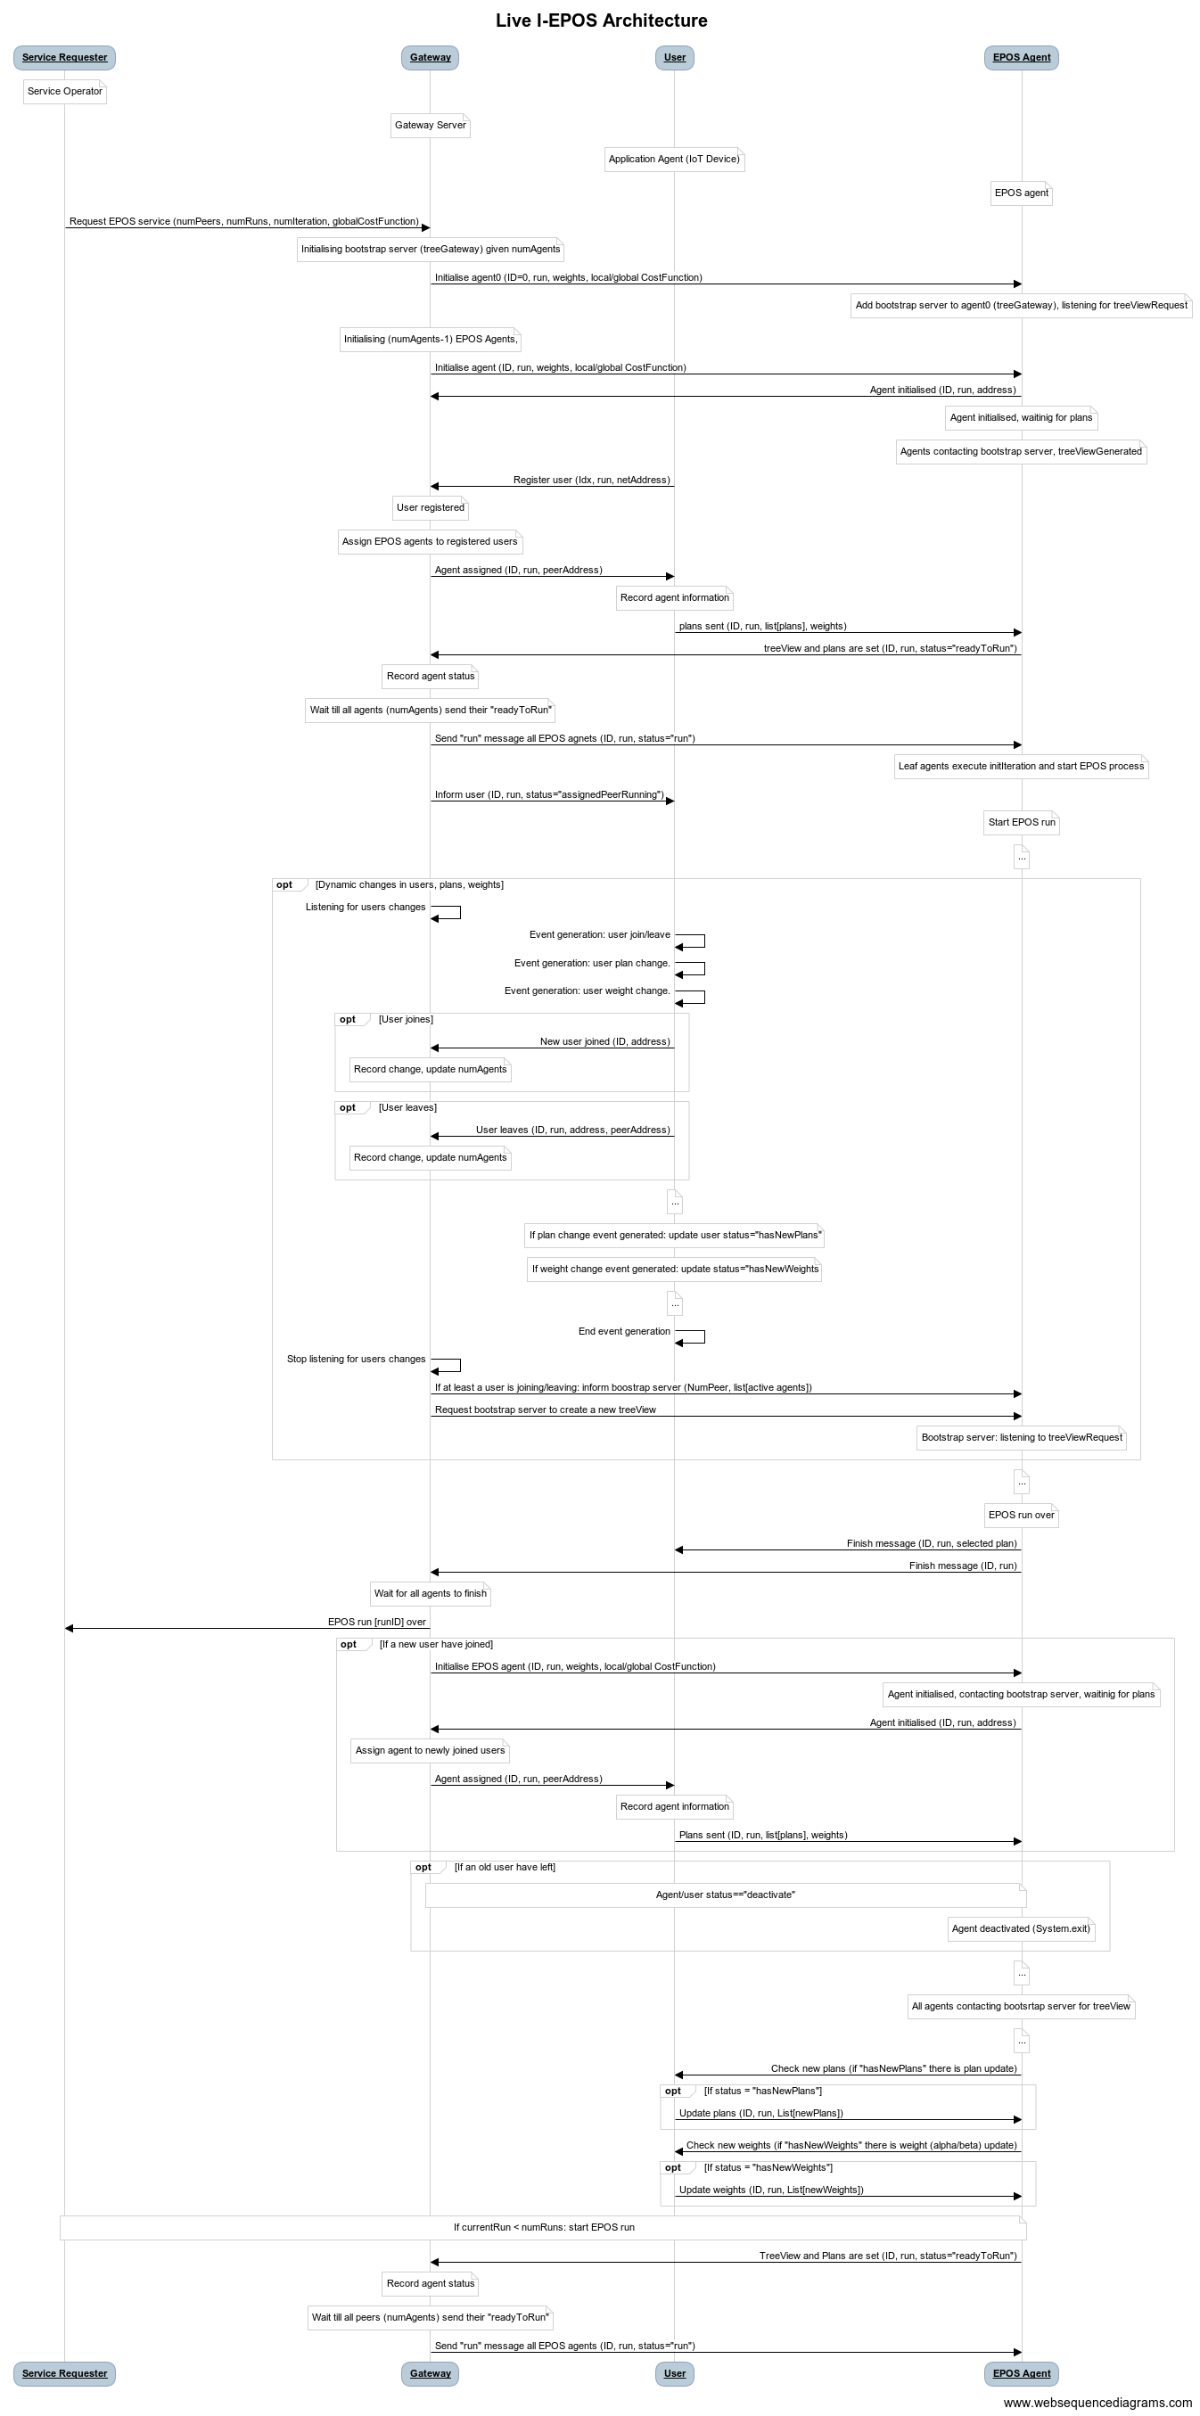 Live I-EPOS Architecture
Service Requester
Gateway
User
EPOS Agent
Service Operator
Gateway Server
Application Agent (IoT Device)
EPOS agent
Request EPOS service (numPeers, numRuns, numIteration, globalCostFunction)
Initialising bootstrap server (treeGateway) given numAgents
Initialise agent0 (ID=0, run, weights, local/global CostFunction)
Add bootstrap server to agent0 (treeGateway), listening for treeViewRequest
Initialising (numAgents-1) EPOS Agents,
Initialise agent (ID, run, weights, local/global CostFunction)
Agent initialised (ID, run, address)
Agent initialised, waitinig for plans
Agents contacting bootstrap server, treeViewGenerated
Register user (Idx, run, netAddress)
User registered
Assign EPOS agents to registered users
Agent assigned (ID, run, peerAddress)
Record agent information
plans sent (ID, run, list[plans], weights)
treeView and plans are set (ID, run, status="readyToRun")
Record agent status
Wait till all agents (numAgents) send their "readyToRun"
Send "run" message all EPOS agnets (ID, run, status="run")
Leaf agents execute initIteration and start EPOS process
Inform user (ID, run, status="assignedPeerRunning")
Start EPOS run
...
opt [Dynamic changes in users, plans, weights]
Listening for users changes
Event generation: user join/leave
Event generation: user plan change.
Event generation: user weight change.
opt [User joines]
New user joined (ID, address)
Record change, update numAgents
opt [User leaves]
User leaves (ID, run, address, peerAddress)
Record change, update numAgents
...
If plan change event generated: update user status="hasNewPlans"
If weight change event generated: update status="hasNewWeights
...
End event generation
Stop listening for users changes
If at least a user is joining/leaving: inform boostrap server (NumPeer, list[active agents])
Request bootstrap server to create a new treeView
Bootstrap server: listening to treeViewRequest
...
EPOS run over
Finish message (ID, run, selected plan)
Finish message (ID, run)
Wait for all agents to finish
EPOS run [runID] over
opt [If a new user have joined]
Initialise EPOS agent (ID, run, weights, local/global CostFunction)
Agent initialised, contacting bootstrap server, waitinig for plans
Agent initialised (ID, run, address)
Assign agent to newly joined users
Agent assigned (ID, run, peerAddress)
Record agent information
Plans sent (ID, run, list[plans], weights)
opt [If an old user have left]
Agent/user status=="deactivate"
Agent deactivated (System.exit)
...
All agents contacting bootsrtap server for treeView
...
Check new plans (if "hasNewPlans" there is plan update)
opt [If status = "hasNewPlans"]
Update plans (ID, run, List[newPlans])
Check new weights (if "hasNewWeights" there is weight (alpha/beta) update)
opt [If status = "hasNewWeights"]
Update weights (ID, run, List[newWeights])
If currentRun < numRuns: start EPOS run
TreeView and Plans are set (ID, run, status="readyToRun")
Record agent status
Wait till all peers (numAgents) send their "readyToRun"
Send "run" message all EPOS agents (ID, run, status="run")
Service Requester
Gateway
User
EPOS Agent
www.websequencediagrams.com